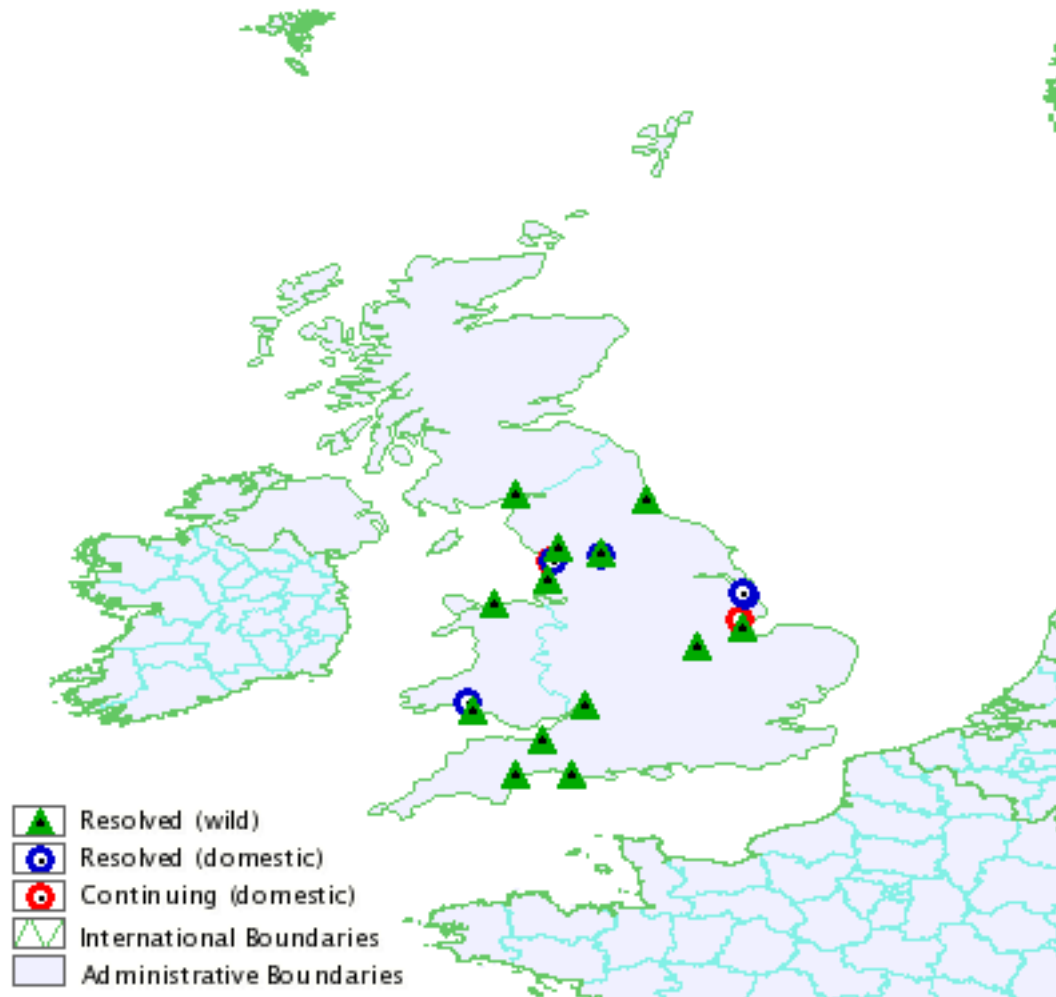 Resolved (wild)
Resolved (domestic)
Continuing (domestic)
International Boundaries
Administrative Boundaries